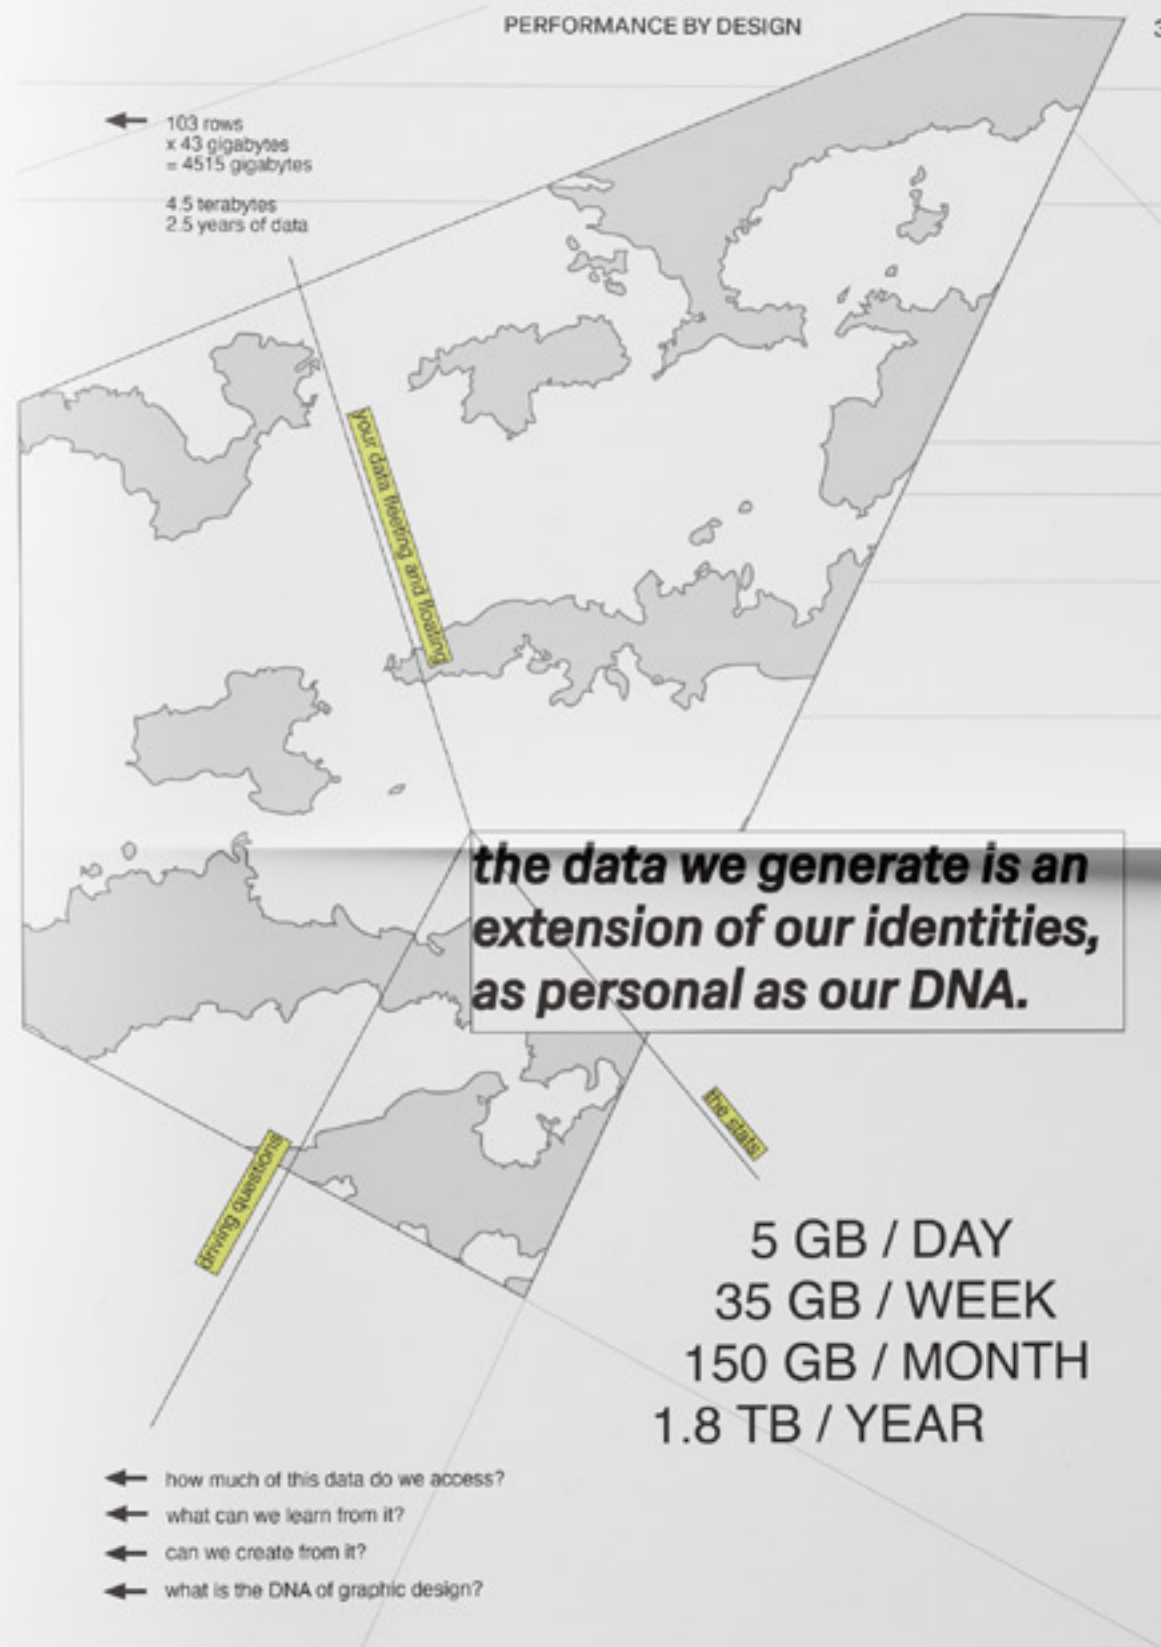 PERFORMANCE BY DESIGN
3
103 rows
x 43 gigabytes
= 4515 gigabytes
4.5 terabytes
2.5 years of data
your data fleeting and floating
the data we generate is an
extension of our identities,
as personal as our DNA.
the stats
driving questions
5 GB / DAY
35 GB / WEEK
150 GB / MONTH
1.8 TB / YEAR
how much of this data do we access?
what can we learn from it?
can we create from it?
what is the DNA of graphic design?